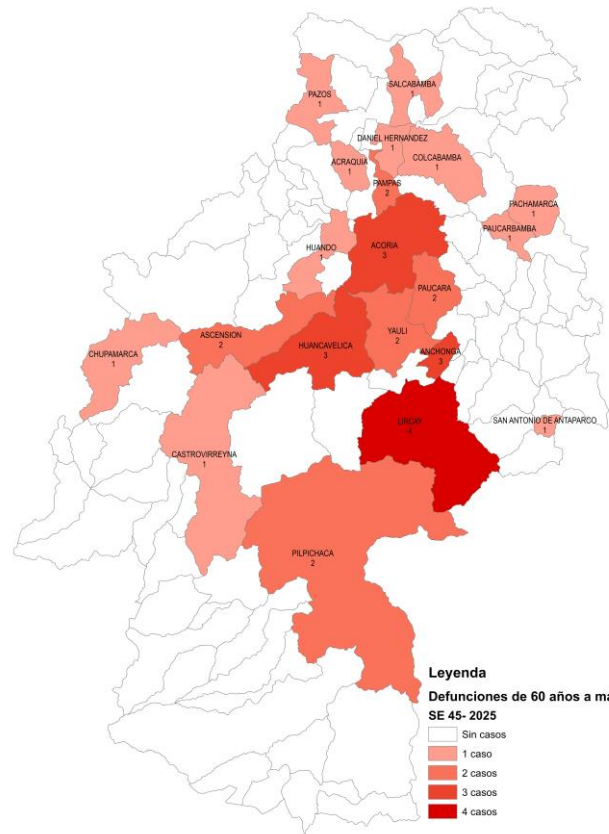 SALCABAMBA
1
PAZOS
1
DANIEL HERNANDEZ
1
COLCABAMBA
1
ACRAQUIA
1
PAMPAS
2
PACHAMARCA
1
PAUCARBAMBA
1
HUANDO
1
ACORIA
3
PAUCARA
2
ASCENSION
2
YAULI
2
HUANCAVELICA
3
ANCHONGA
3
CHUPAMARCA
1
LIRCAY
4
SAN ANTONIO DE ANTAPARCO
1
CASTROVIRREYNA
1
PILPICHACA
2
Leyenda
Defunciones de 60 años a ma
SE 45- 2025
Sin casos
1 caso
2 casos
3 casos
4 casos